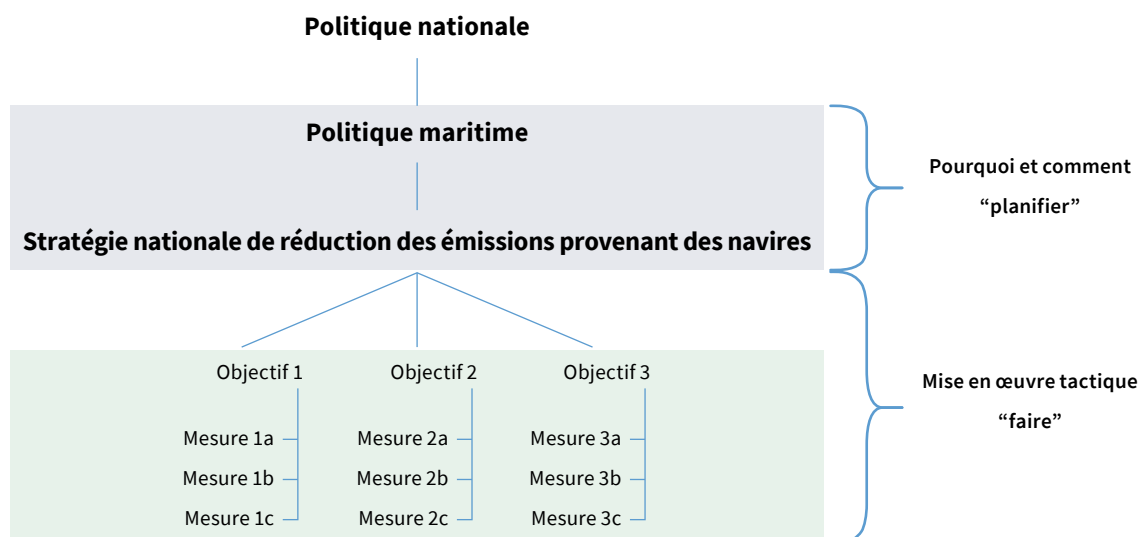 Politique nationale
Politique maritime
Stratégie nationale de réduction des émissions provenant des navires
Pourquoi et comment
“planifier”
Objectif 1
Objectif 2
Objectif 3
Mesure 1a
Mesure 2a
Mesure 3a
Mesure 1b
Mesure 2b
Mesure 3b
Mesure 1c
Mesure 2c
Mesure 3c
Mise en œuvre tactique
“faire”